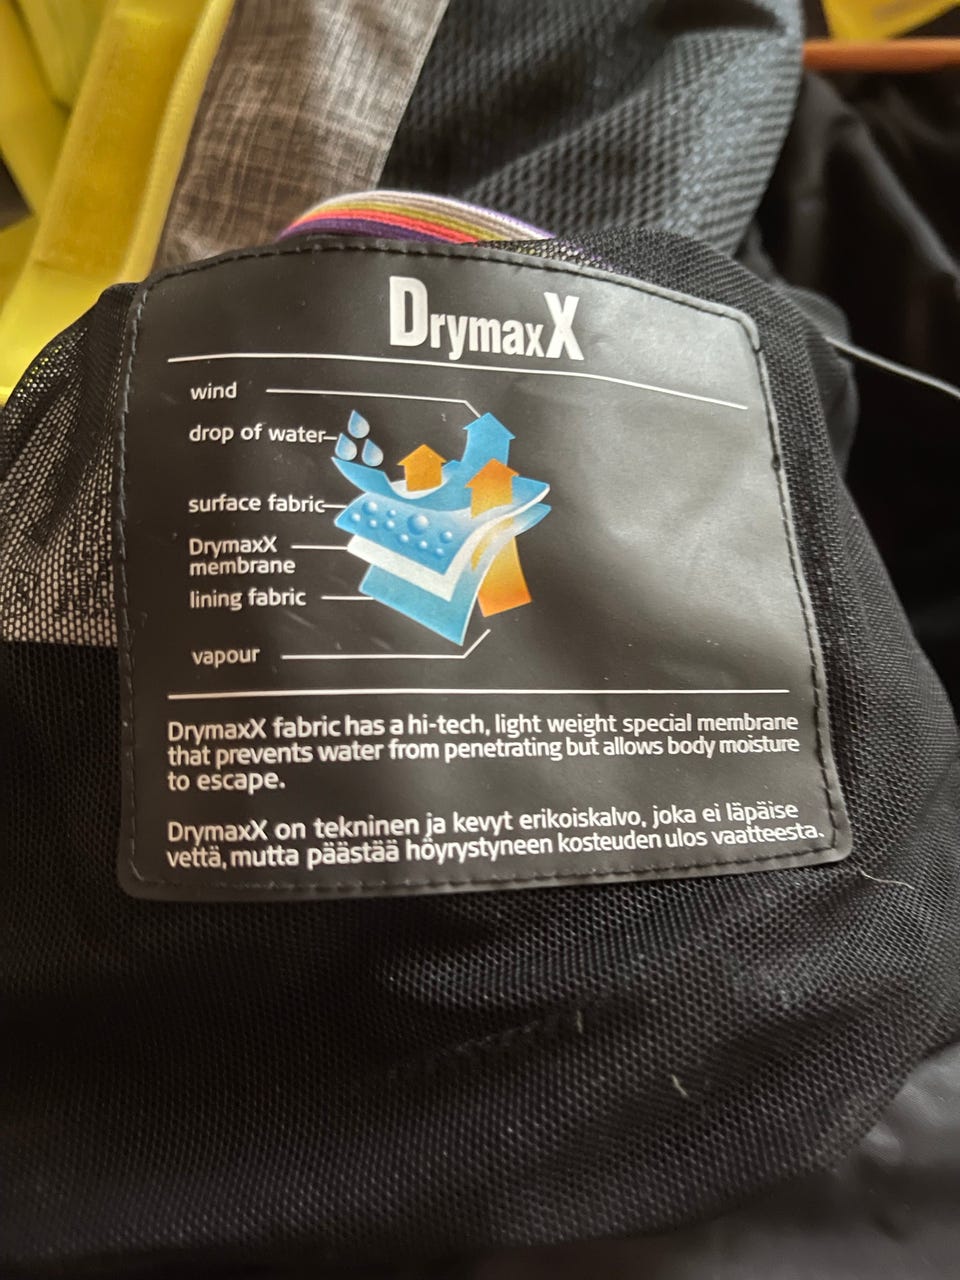 DrymaxX
wind
drop of water
surface fabric
DrymaxX
membrane
lining fabric
vapour
DrymaxX fabric has a hi-tech, light weight special membrane
that prevents water from penetrating but allows body moisture
to escape.
DrymaxX on tekninen ja kevyt erikoiskalvo, joka ei läpäise
vettä, mutta päästää höyrystyneen kosteuden ulos vaatteesta.